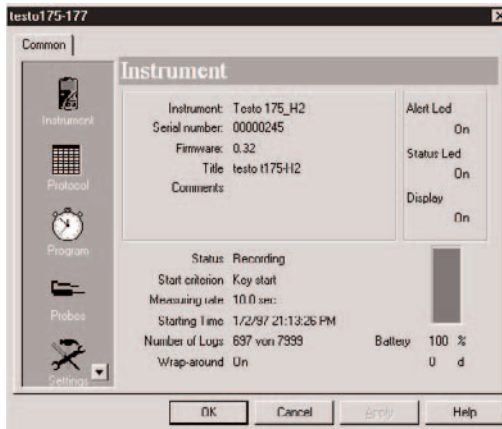 testo175-177
Common
Instrument
Protocol
Program
Probes
Settings
Instrument
Instrument: Testo 175_H2
Serial number: 00000245
Firmware: 0.32
Title testo t175-H2
Comments
Alert Led
On
Status Led
On
Display
On
Status Recording
Start criterion Key start
Measuring rate 10.0 sec
Starting Time 1/2/97 21:13:26 PM
Number of Logs 697 von 7999
Wrap-around On
Battery 100 %
0 d
OK
Cancel
Apply
Help